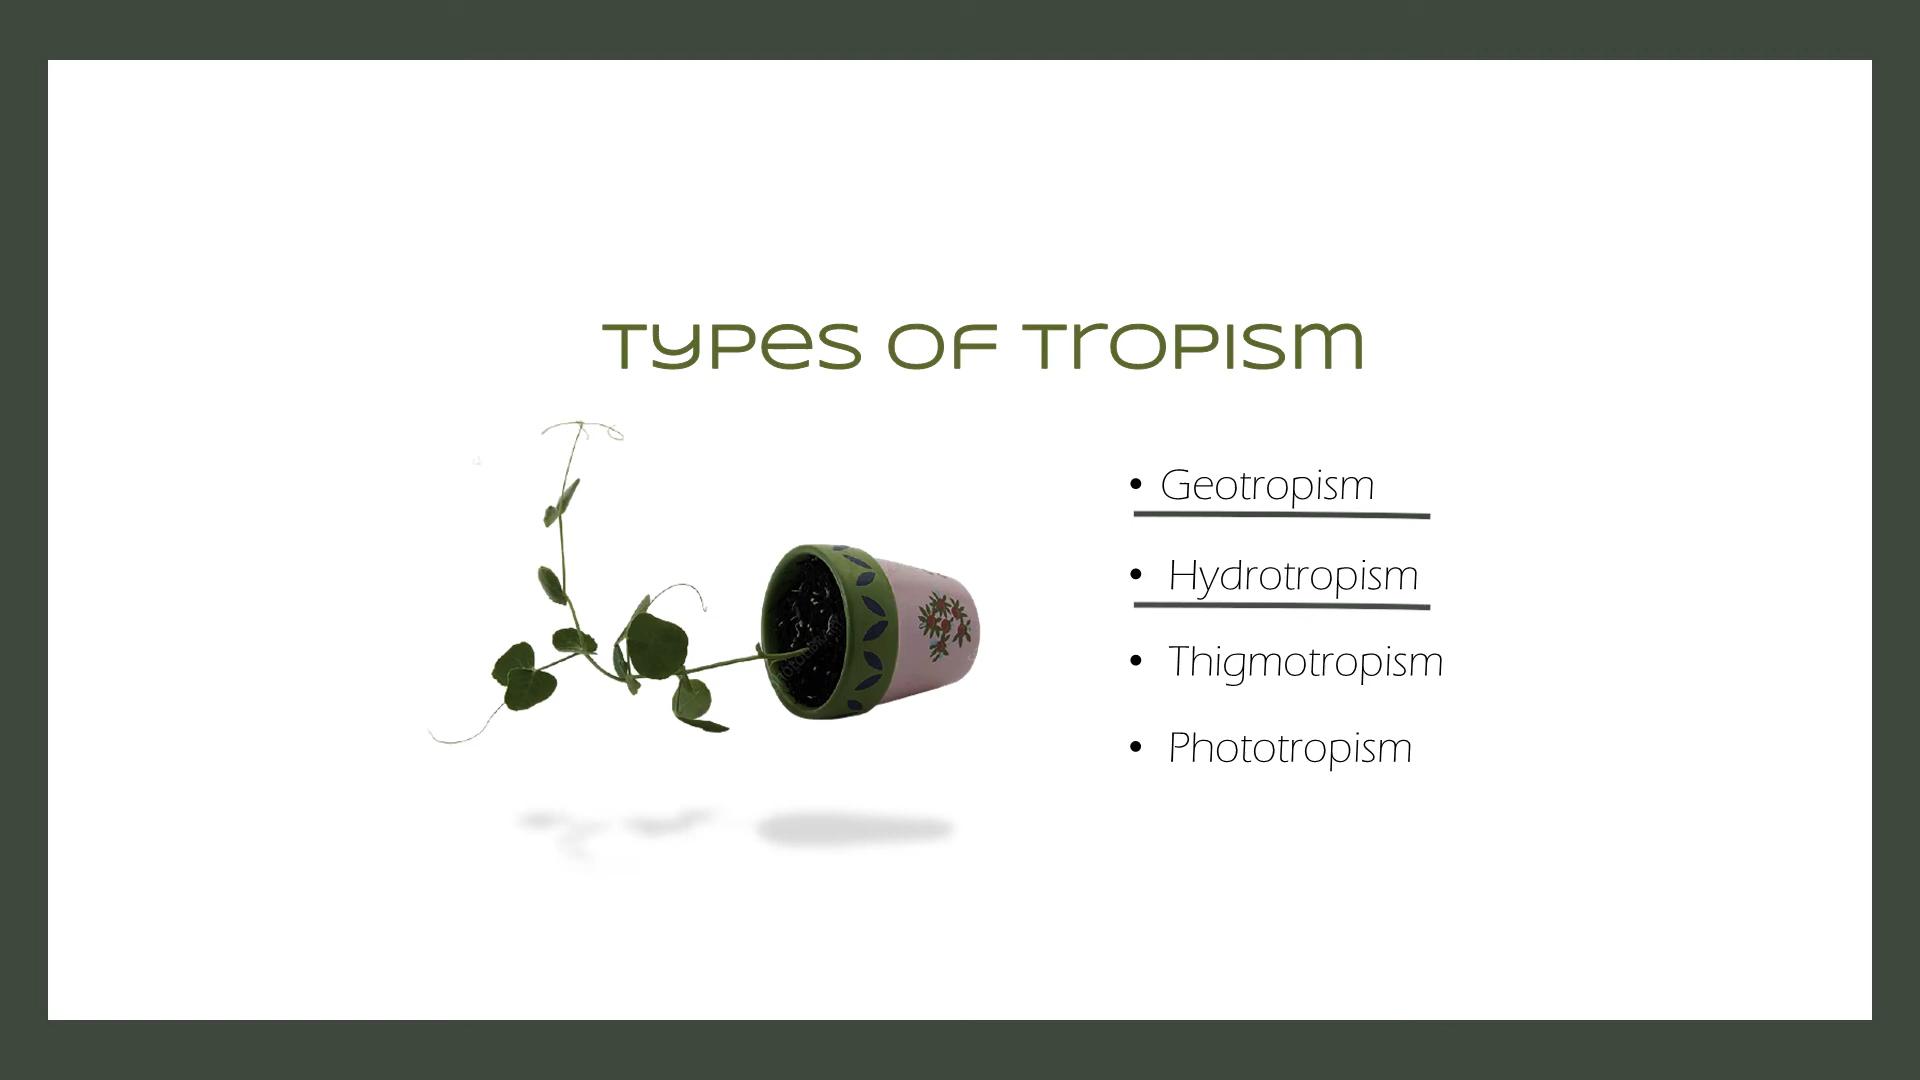 Types of Tropism
• Geotropism
• Hydrotropism
• Thigmotropism
• Phototropism